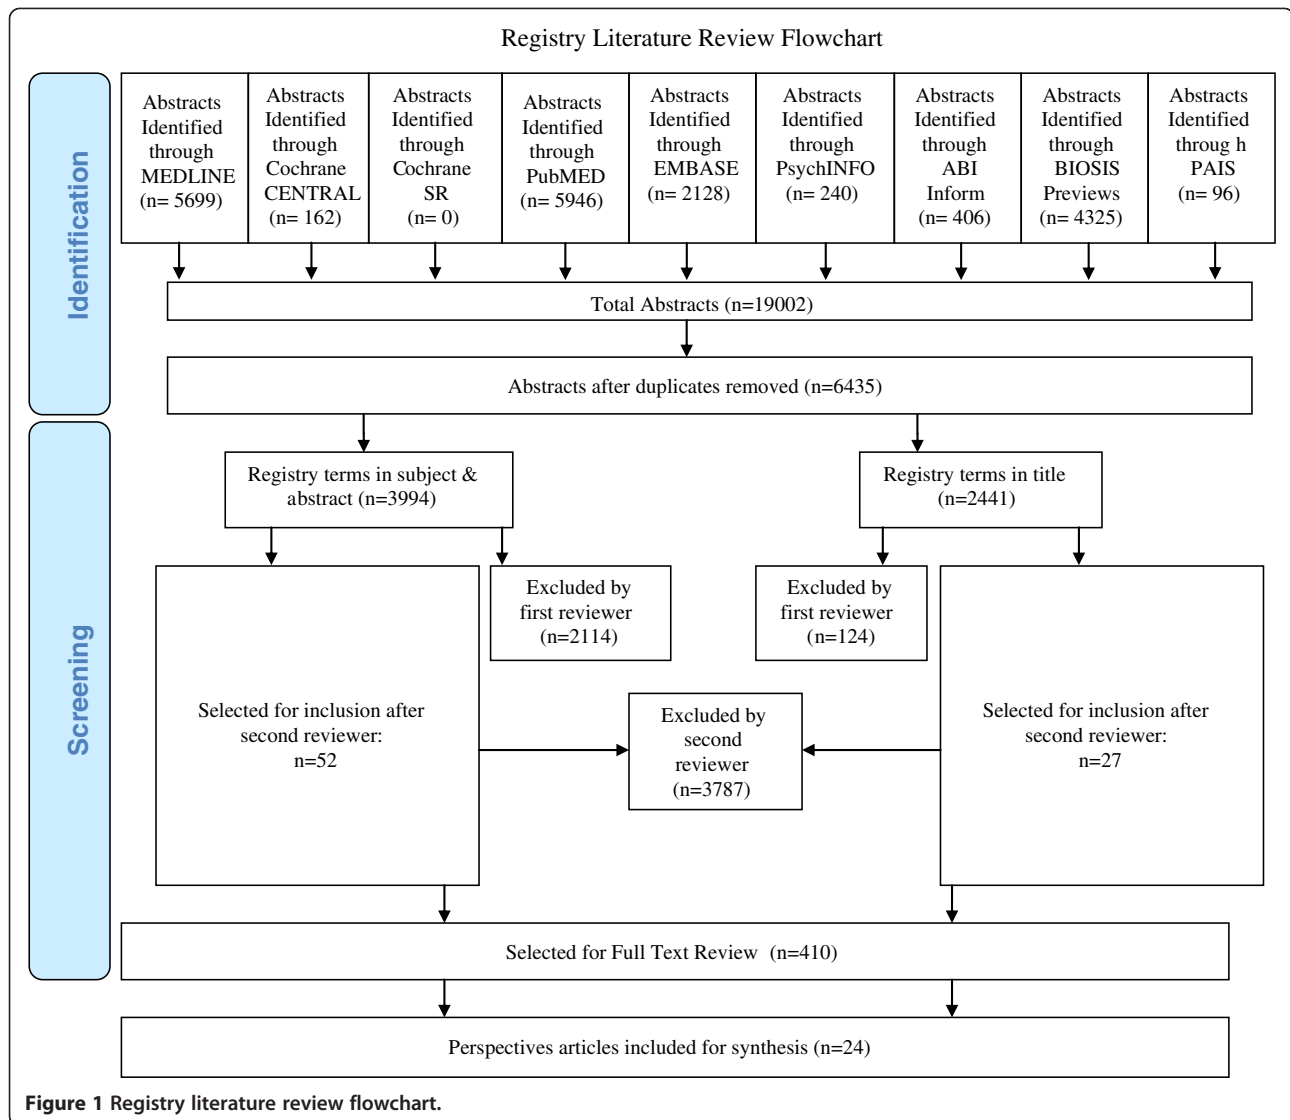 Registry Literature Review Flowchart
Identification
Abstracts
Identified
through
MEDLINE
(n= 5699)
Abstracts
Identified
through
Cochrane
CENTRAL
(n= 162)
Abstracts
Identified
through
Cochrane
SR
(n= 0)
Abstracts
Identified
through
PubMED
(n= 5946)
Abstracts
Identified
through
EMBASE
(n= 2128)
Abstracts
Identified
through
PsychINFO
(n= 240)
Abstracts
Identified
through
ABI
Inform
(n= 406)
Abstracts
Identified
through
BIOSIS
Previews
(n= 4325)
Abstracts
Identified
throug h
PAIS
(n= 96)
Total Abstracts (n=19002)
Abstracts after duplicates removed (n=6435)
Screening
Registry terms in subject &
abstract (n=3994)
Registry terms in title
(n=2441)
Excluded by
first reviewer
(n=2114)
Excluded by
first reviewer
(n=124)
Selected for inclusion after
second reviewer:
n=52
Excluded by
second
reviewer
(n=3787)
Selected for inclusion after
second reviewer:
n=27
Selected for Full Text Review (n=410)
Perspectives articles included for synthesis (n=24)
Figure 1 Registry literature review flowchart.